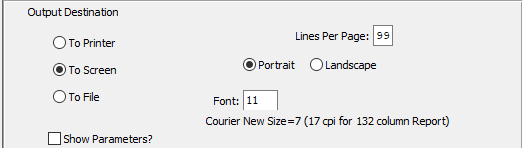 Output Destination
To Printer
Lines Per Page: 99
To Screen
Portrait Landscape
To File
Font: 11
Courier New Size=7 (17 cpi for 132 column Report)
Show Parameters?